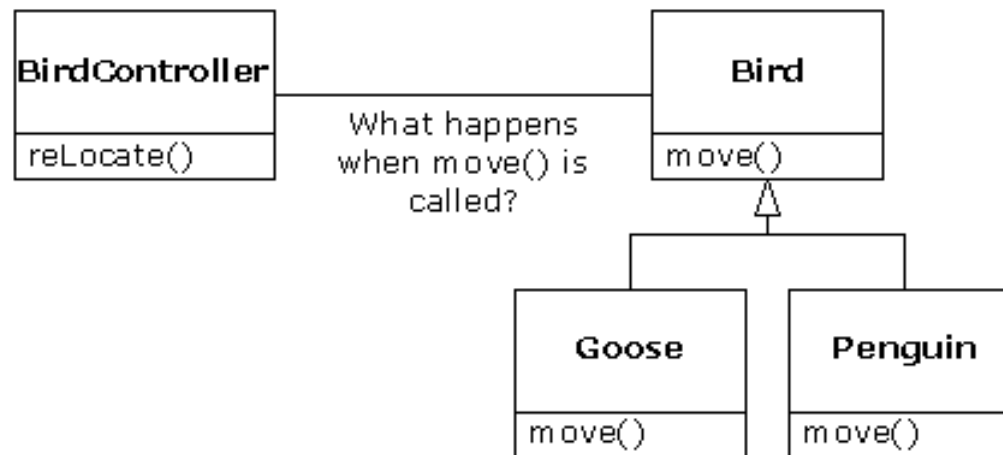 BirdController
reLocate()
What happens
when move() is
called?
Bird
move()
Goose
move()
Penguin
move()